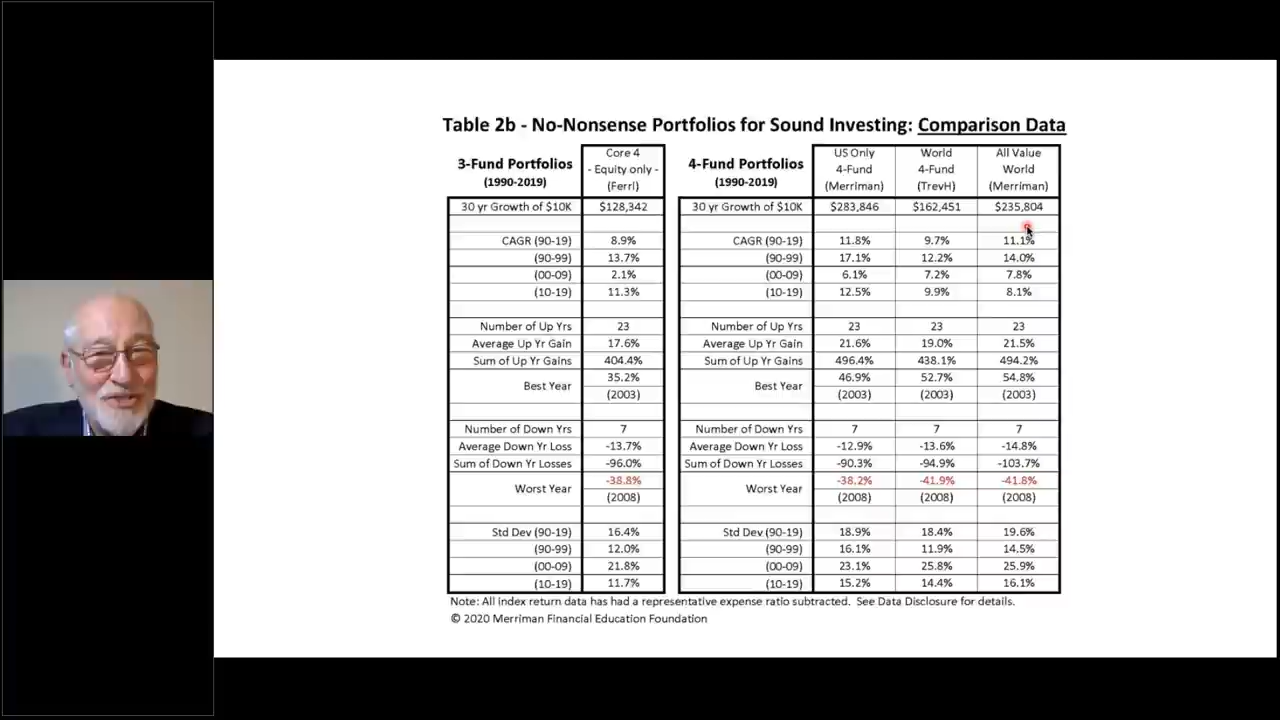 Table 2b - No-Nonsense Portfolios for Sound Investing: Comparison Data
3-Fund Portfolios
(1990-2019)
Core 4
- Equity only -
(Ferri)
30 yr Growth of $10K $128,342
CAGR (90-19) 8.9%
(90-99) 13.7%
(00-09) 2.1%
(10-19) 11.3%
Number of Up Yrs 23
Average Up Yr Gain 17.6%
Sum of Up Yr Gains 404.4%
Best Year 35.2%
(2003)
Number of Down Yrs 7
Average Down Yr Loss -13.7%
Sum of Down Yr Losses -96.0%
Worst Year -38.8%
(2008)
Std Dev (90-19) 16.4%
(90-99) 12.0%
(00-09) 21.8%
(10-19) 11.7%
4-Fund Portfolios
(1990-2019)
US Only World All Value
4-Fund 4-Fund World
(Merriman) (TrevH) (Merriman)
30 yr Growth of $10K $283,846 $162,451 $235,804
CAGR (90-19) 11.8% 9.7% 11.1%
(90-99) 17.1% 12.2% 14.0%
(00-09) 6.1% 7.2% 7.8%
(10-19) 12.5% 9.9% 8.1%
Number of Up Yrs 23 23 23
Average Up Yr Gain 21.6% 19.0% 21.5%
Sum of Up Yr Gains 496.4% 438.1% 494.2%
Best Year 46.9% 52.7% 54.8%
(2003) (2003) (2003)
Number of Down Yrs 7 7 7
Average Down Yr Loss -12.9% -13.6% -14.8%
Sum of Down Yr Losses -90.3% -94.9% -103.7%
Worst Year -38.2% -41.9% -41.8%
(2008) (2008) (2008)
Std Dev (90-19) 18.9% 18.4% 19.6%
(90-99) 16.1% 11.9% 14.5%
(00-09) 23.1% 25.8% 25.9%
(10-19) 15.2% 14.4% 16.1%
Note: All index return data has had a representative expense ratio subtracted. See Data Disclosure for details.
© 2020 Merriman Financial Education Foundation